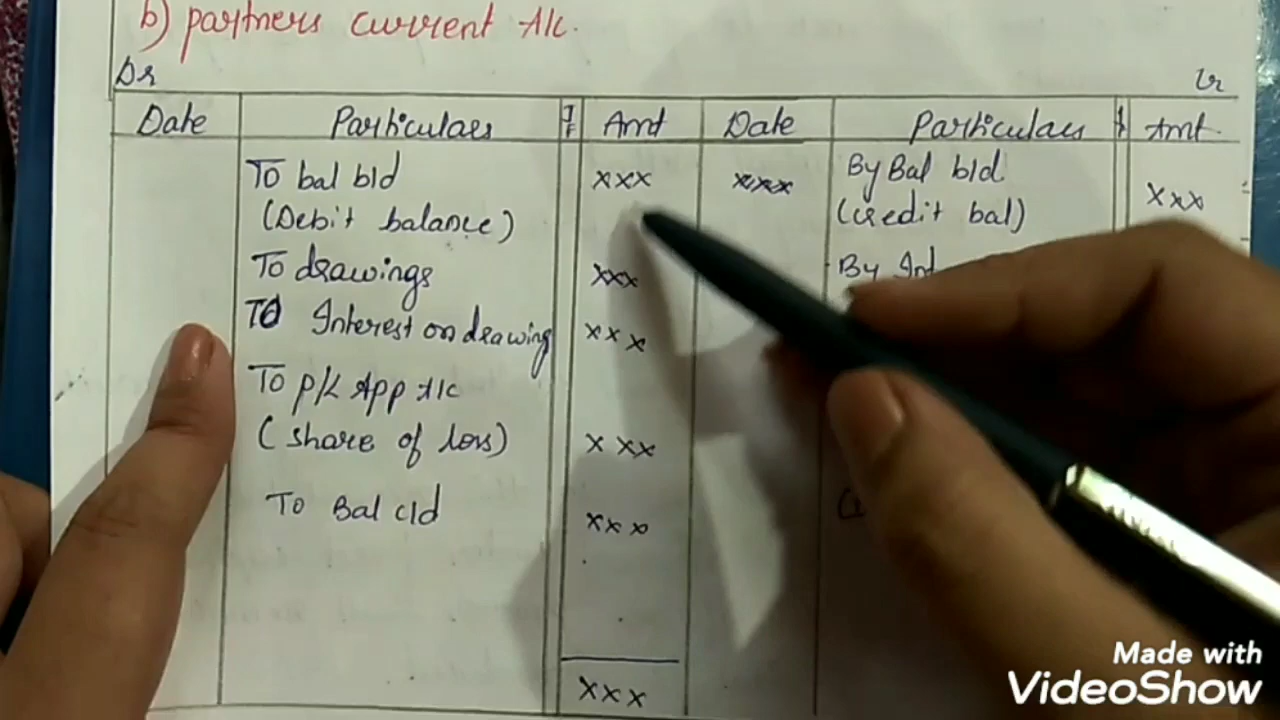 b) partners current A/c.
Dr Cr
Date Particulars J F Amt Date Particulars Amt.
To bal b/d xxx xxx By Bal b/d
(Debit balance) (credit bal) xxx
To drawings xxx By Int
To Interest on drawing xxx
To P/L App A/c
(share of loss) xxx
To Bal c/d xxx
xxx
Made with
VideoShow